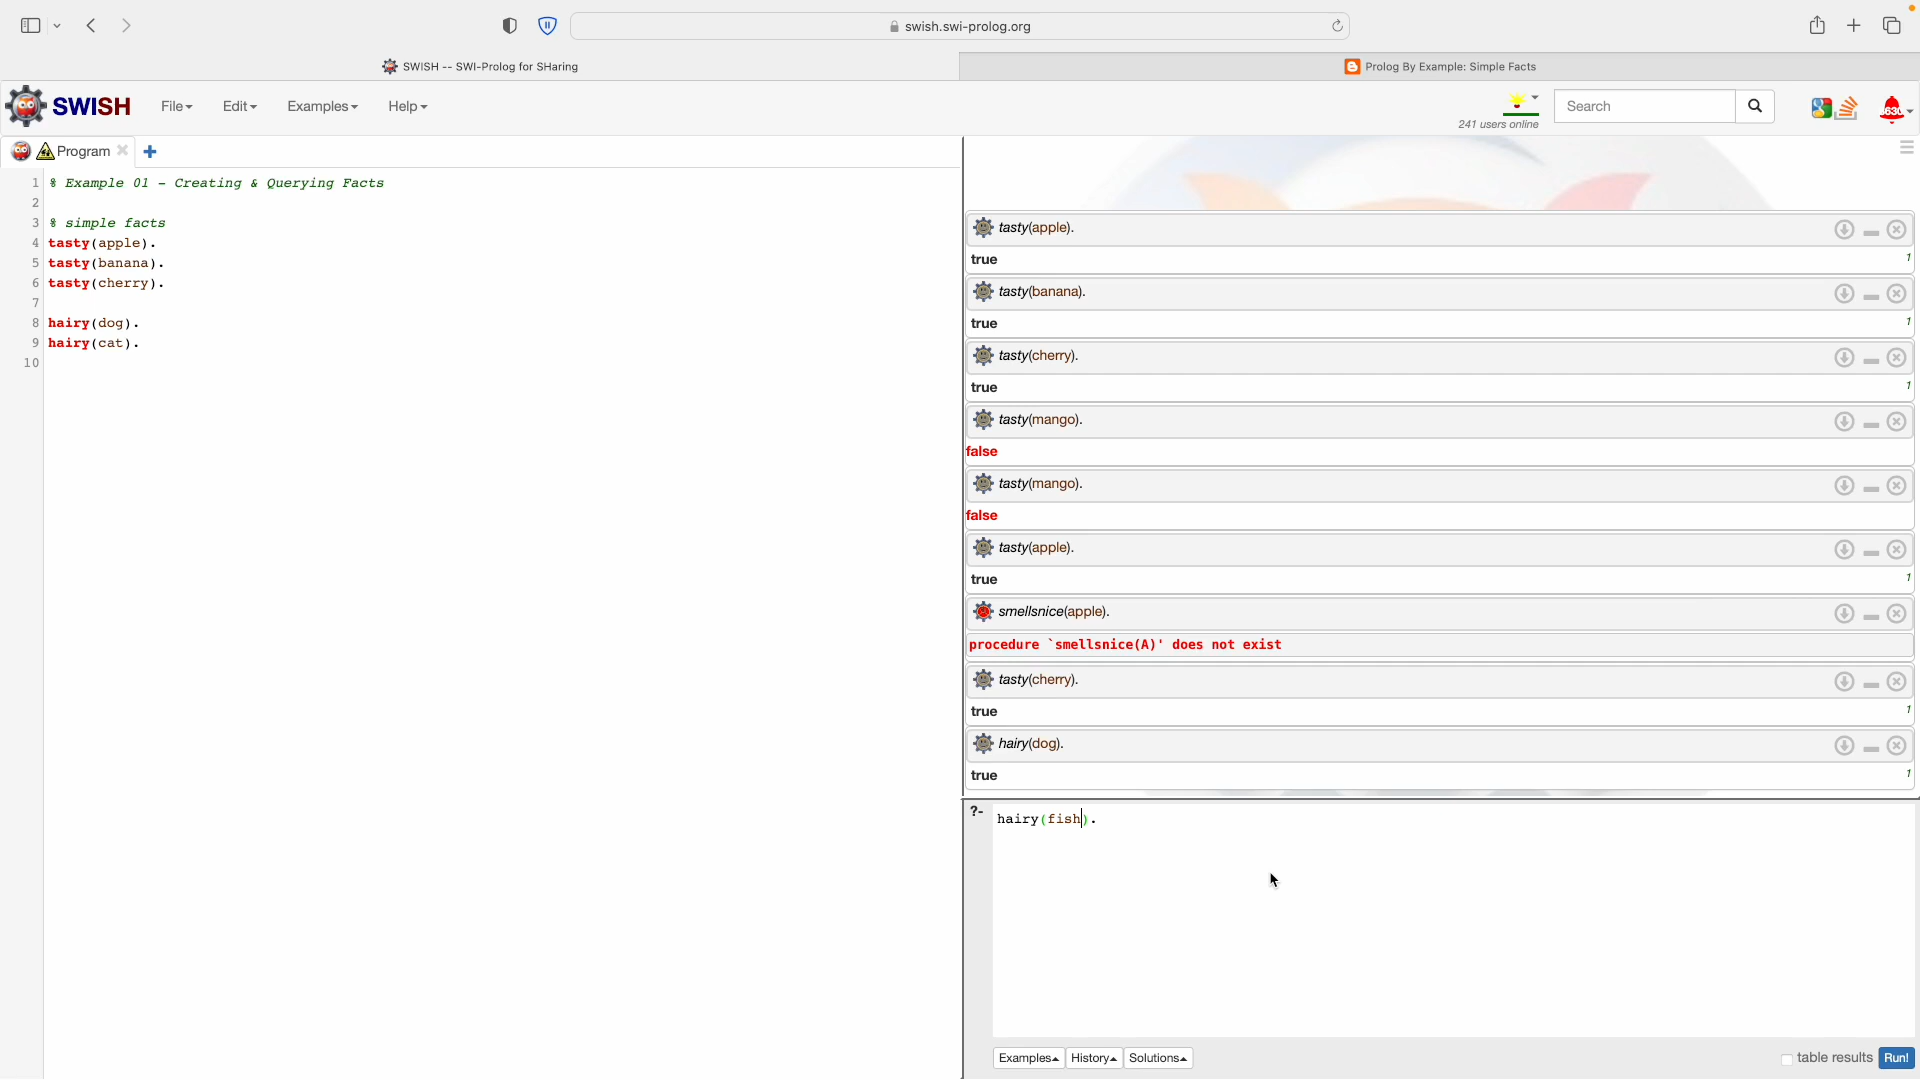 swish.swi-prolog.org
SWISH -- SWI-Prolog for SHaring
Prolog By Example: Simple Facts
SWISH
File
Edit
Examples
Help
241 users online
Search
Program
1 % Example 01 - Creating & Querying Facts
2
3 % simple facts
4 tasty(apple).
5 tasty(banana).
6 tasty(cherry).
7
8 hairy(dog).
9 hairy(cat).
10
tasty(apple).
true 1
tasty(banana).
true 1
tasty(cherry).
true 1
tasty(mango).
false
tasty(mango).
false
tasty(apple).
true 1
smellsnice(apple).
procedure `smellsnice(A)' does not exist
tasty(cherry).
true 1
hairy(dog).
true 1
?- hairy(fish).
Examples History Solutions table results Run!